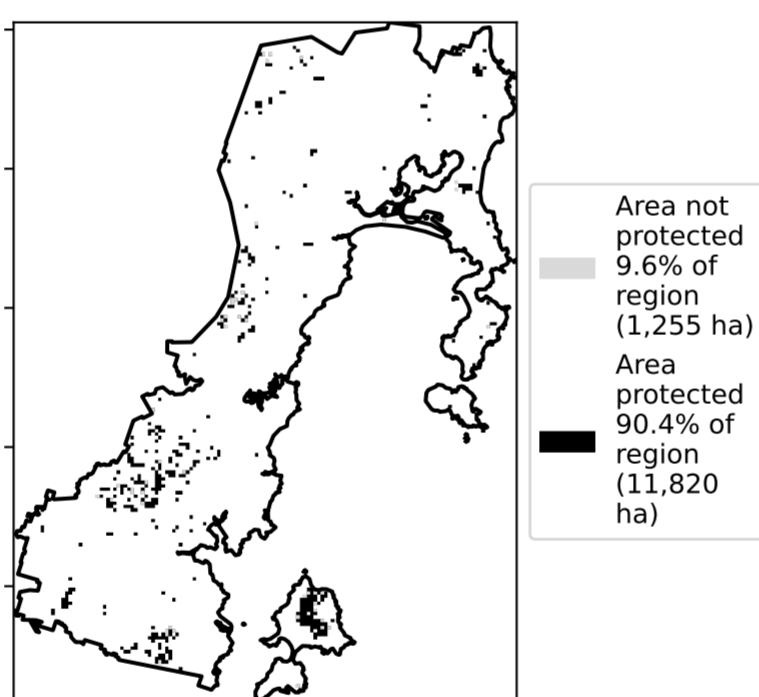 Area not
protected
9.6% of
region
(1,255 ha)
Area
protected
90.4% of
region
(11,820
ha)